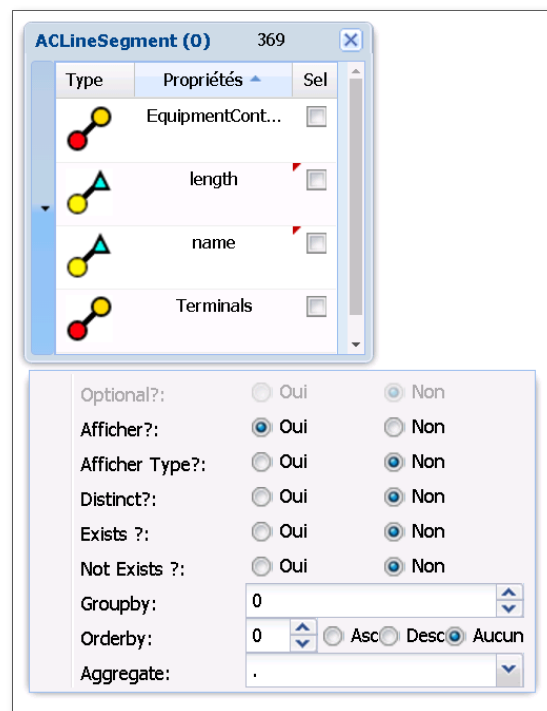 ACLineSegment (0) 369
Type Propriétés Sel
EquipmentCont...
length
name
Terminals
Optional?: Oui Non
Afficher?: Oui Non
Afficher Type?: Oui Non
Distinct?: Oui Non
Exists ?: Oui Non
Not Exists ?: Oui Non
Groupby: 0
Orderby: 0 Asc Desc Aucun
Aggregate: .